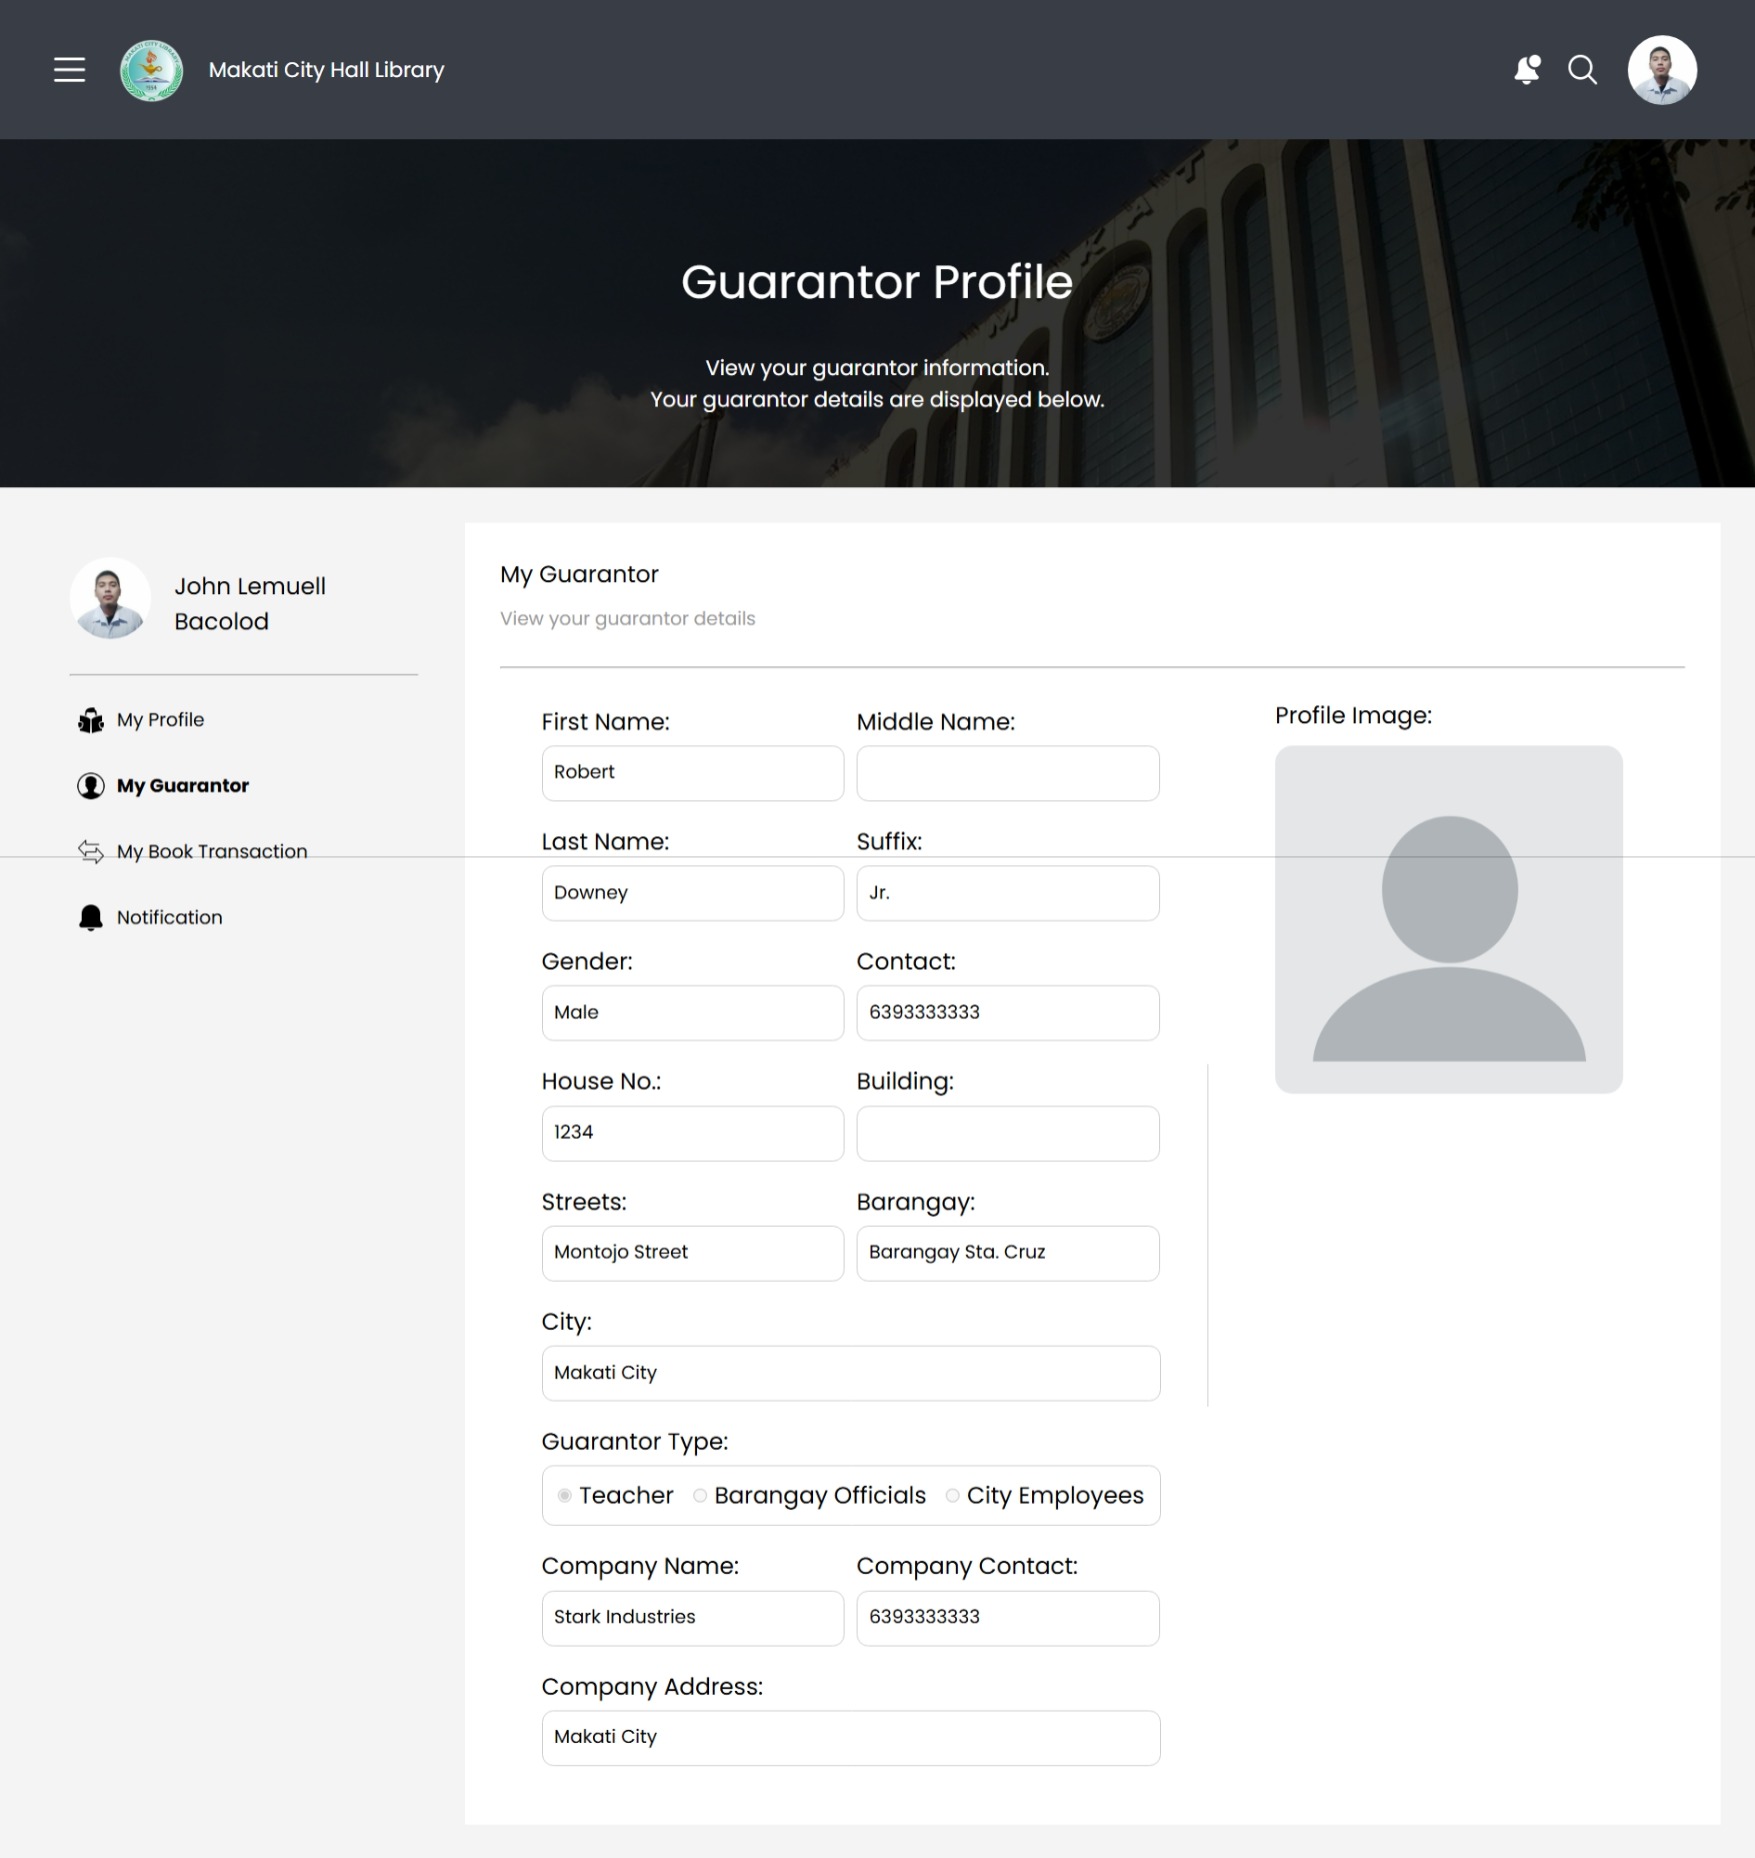 Makati City Hall Library
Guarantor Profile
View your guarantor information.
Your guarantor details are displayed below.
John Lemuell
Bacolod
My Profile
My Guarantor
My Book Transaction
Notification
My Guarantor
View your guarantor details
First Name:
Middle Name:
Robert
Last Name:
Suffix:
Downey
Jr.
Gender:
Contact:
Male
6393333333
House No.:
Building:
1234
Streets:
Barangay:
Montojo Street
Barangay Sta. Cruz
City:
Makati City
Guarantor Type:
Teacher Barangay Officials City Employees
Company Name:
Company Contact:
Stark Industries
6393333333
Company Address:
Makati City
Profile Image: